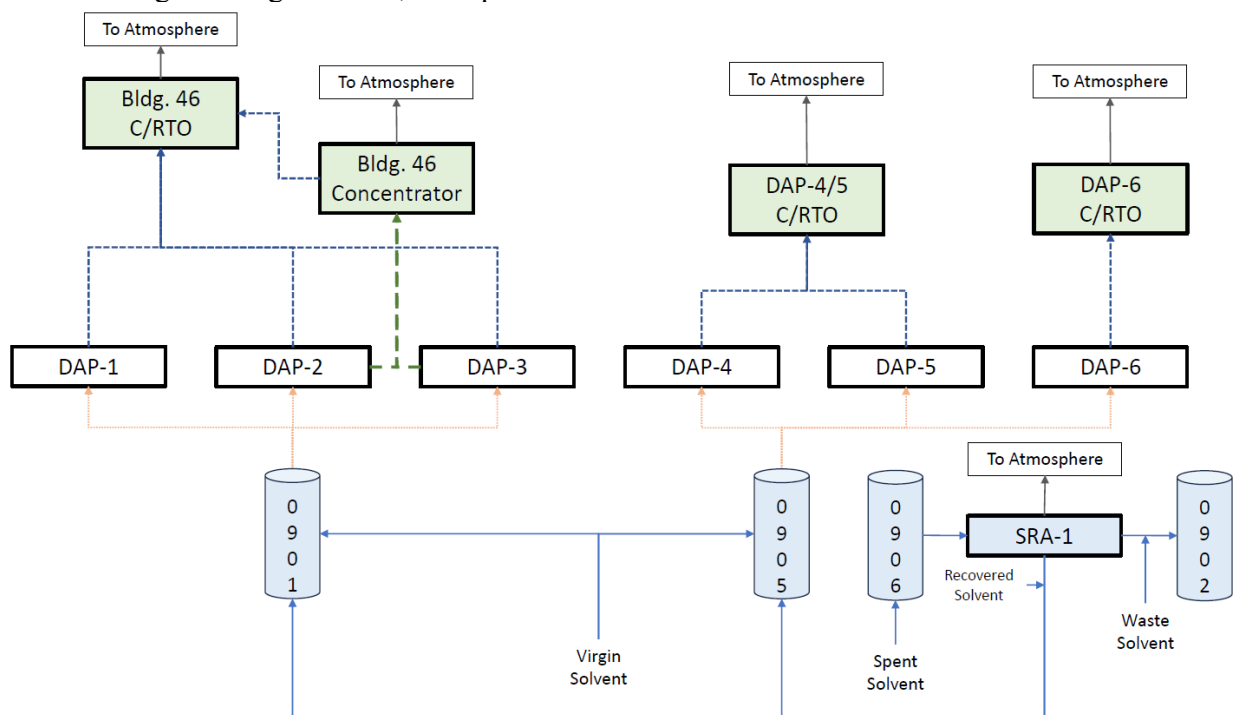 To Atmosphere
Bldg. 46
C/RTO
To Atmosphere
Bldg. 46
Concentrator
To Atmosphere
DAP-4/5
C/RTO
To Atmosphere
DAP-6
C/RTO
DAP-1
DAP-2
DAP-3
DAP-4
DAP-5
DAP-6
0
9
0
1
0
9
0
5
0
9
0
6
To Atmosphere
SRA-1
0
9
0
2
Recovered
Solvent
Virgin
Solvent
Spent
Solvent
Waste
Solvent